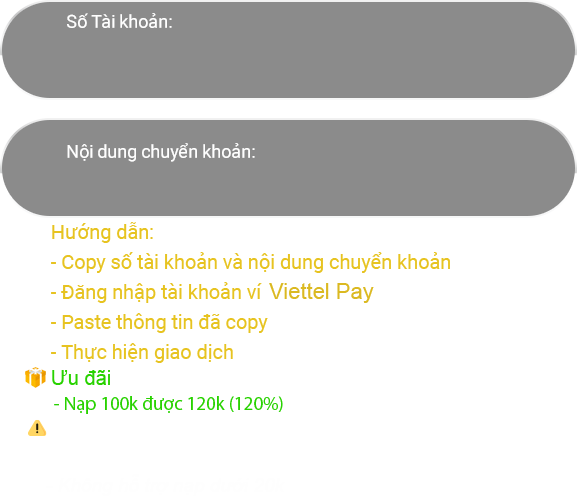 Số Tài khoản:
Nội dung chuyển khoản:
Hướng dẫn:
- Copy số tài khoản và nội dung chuyển khoản
- Đăng nhập tài khoản ví Viettel Pay
- Paste thông tin đã copy
- Thực hiện giao dịch
Ưu đãi
- Nạp 100k được 120k (120%)